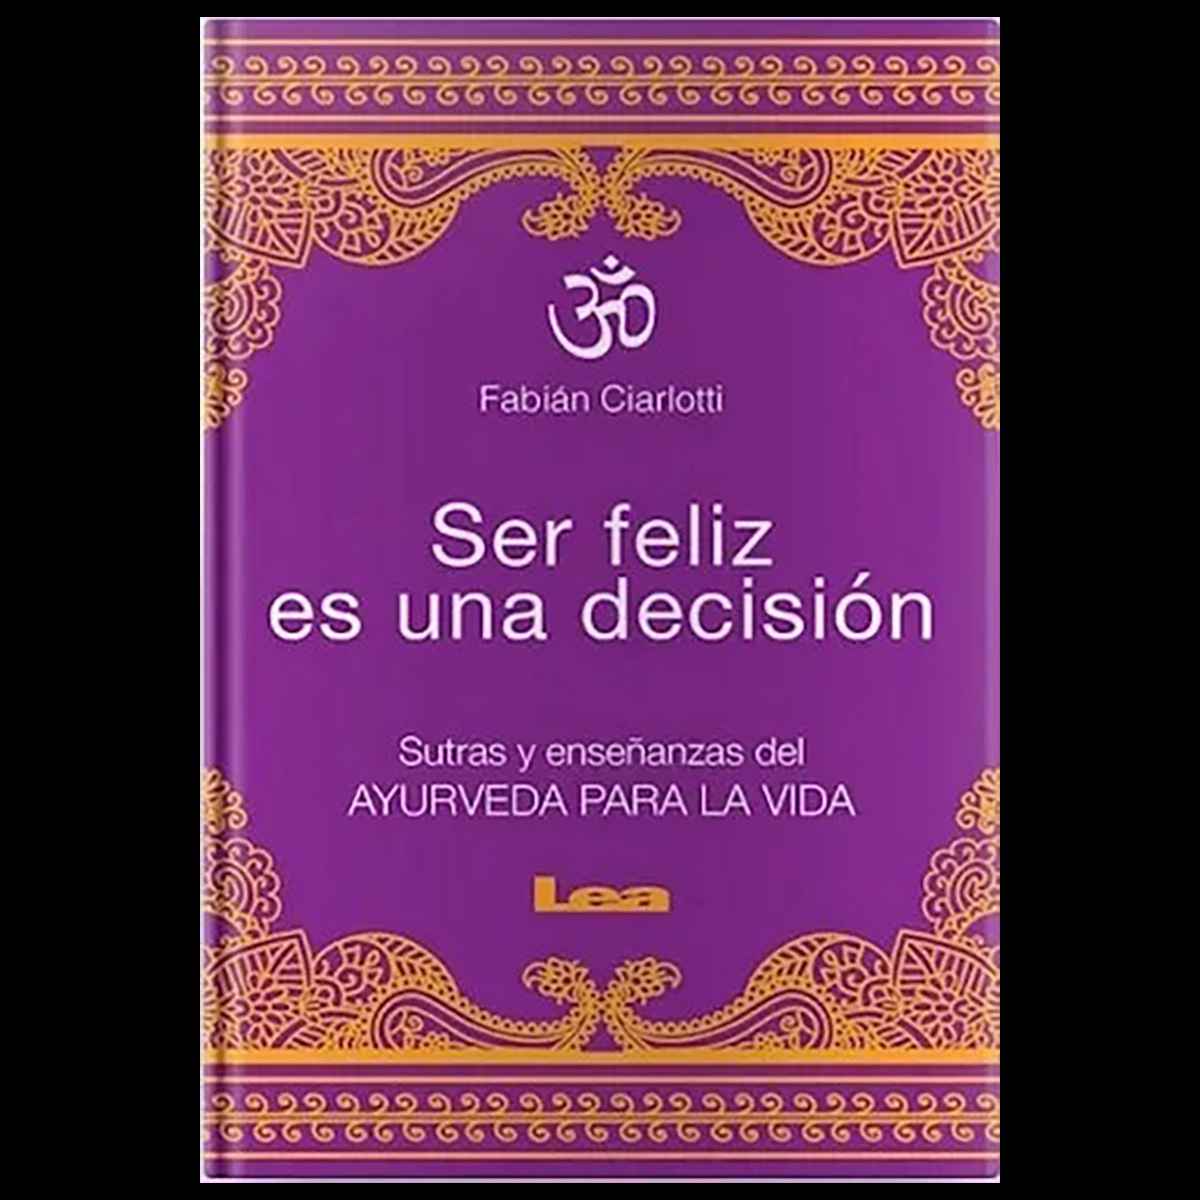 ॐ
Fabián Ciarlotti
Ser feliz
es una decisión
Sutras y enseñanzas del
AYURVEDA PARA LA VIDA
Lea